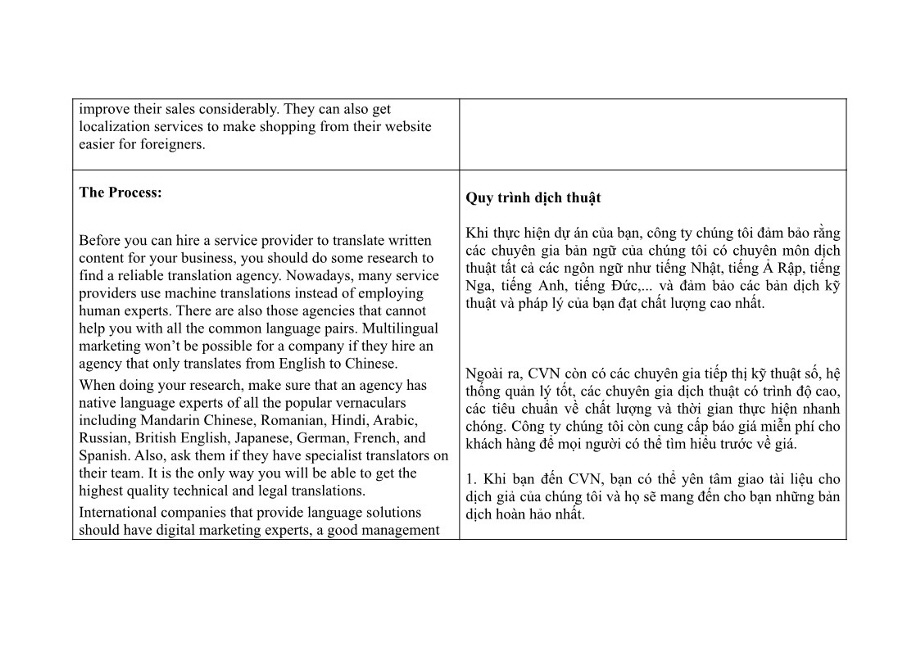 improve their sales considerably. They can also get
localization services to make shopping from their website
easier for foreigners.
The Process:
Before you can hire a service provider to translate written
content for your business, you should do some research to
find a reliable translation agency. Nowadays, many service
providers use machine translations instead of employing
human experts. There are also those agencies that cannot
help you with all the common language pairs. Multilingual
marketing won’t be possible for a company if they hire an
agency that only translates from English to Chinese.
When doing your research, make sure that an agency has
native language experts of all the popular vernaculars
including Mandarin Chinese, Romanian, Hindi, Arabic,
Russian, British English, Japanese, German, French, and
Spanish. Also, ask them if they have specialist translators on
their team. It is the only way you will be able to get the
highest quality technical and legal translations.
International companies that provide language solutions
should have digital marketing experts, a good management
Quy trình dịch thuật
Khi thực hiện dự án của bạn, công ty chúng tôi đảm bảo rằng
các chuyên gia bản ngữ của chúng tôi có chuyên môn dịch
thuật tất cả các ngôn ngữ như tiếng Nhật, tiếng Ả Rập, tiếng
Nga, tiếng Anh, tiếng Đức,... và đảm bảo các bản dịch kỹ
thuật và pháp lý của bạn đạt chất lượng cao nhất.
Ngoài ra, CVN còn có các chuyên gia tiếp thị kỹ thuật số, hệ
thống quản lý tốt, các chuyên gia dịch thuật có trình độ cao,
các tiêu chuẩn về chất lượng và thời gian thực hiện nhanh
chóng. Công ty chúng tôi còn cung cấp báo giá miễn phí cho
khách hàng để mọi người có thể tìm hiểu trước về giá.
1. Khi bạn đến CVN, bạn có thể yên tâm giao tài liệu cho
dịch giả của chúng tôi và họ sẽ mang đến cho bạn những bản
dịch hoàn hảo nhất.